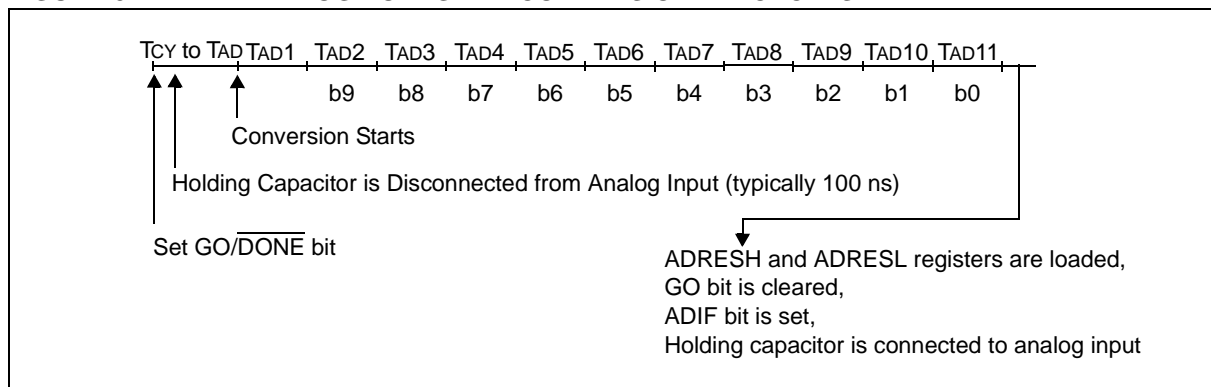 TCY to TAD TAD1 TAD2 TAD3 TAD4 TAD5 TAD6 TAD7 TAD8 TAD9 TAD10 TAD11
b9 b8 b7 b6 b5 b4 b3 b2 b1 b0
Conversion Starts
Holding Capacitor is Disconnected from Analog Input (typically 100 ns)
Set GO/DONE bit
ADRESH and ADRESL registers are loaded,
GO bit is cleared,
ADIF bit is set,
Holding capacitor is connected to analog input